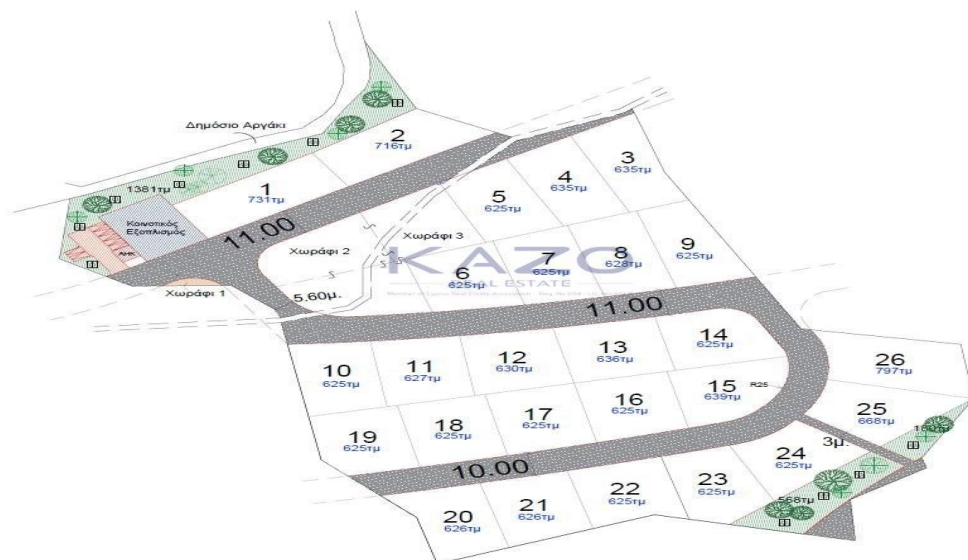 Δημόσιο Αργάκι
2
716τμ
1381τμ
1
731τμ
Κοινοτικός
Εξοπλισμός
ΑΗΚ
11.00
3
635τμ
4
635τμ
5
625τμ
Χωράφι 2
Χωράφι 3
Χωράφι 1
5.60μ.
KAZO
REAL ESTATE
6
625τμ
7
625τμ
8
628τμ
9
625τμ
11.00
10
625τμ
11
627τμ
12
630τμ
13
636τμ
14
625τμ
15
639τμ
R25
16
625τμ
17
625τμ
18
625τμ
19
625τμ
26
797τμ
25
668τμ
3μ.
24
625τμ
568τμ
10.00
20
626τμ
21
626τμ
22
625τμ
23
625τμ